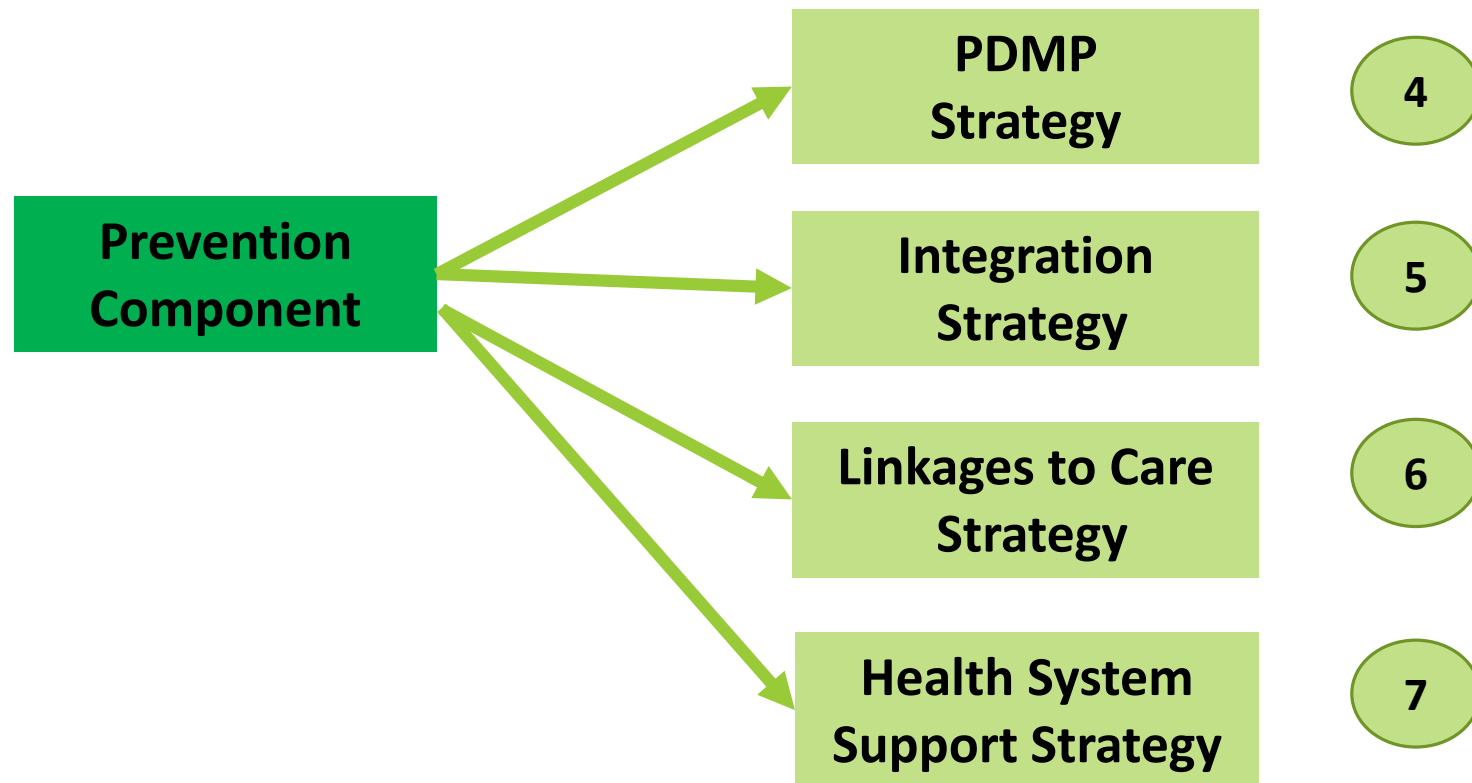 PDMP
Strategy
4
Prevention
Component
Integration
Strategy
5
Linkages to Care
Strategy
6
Health System
Support Strategy
7